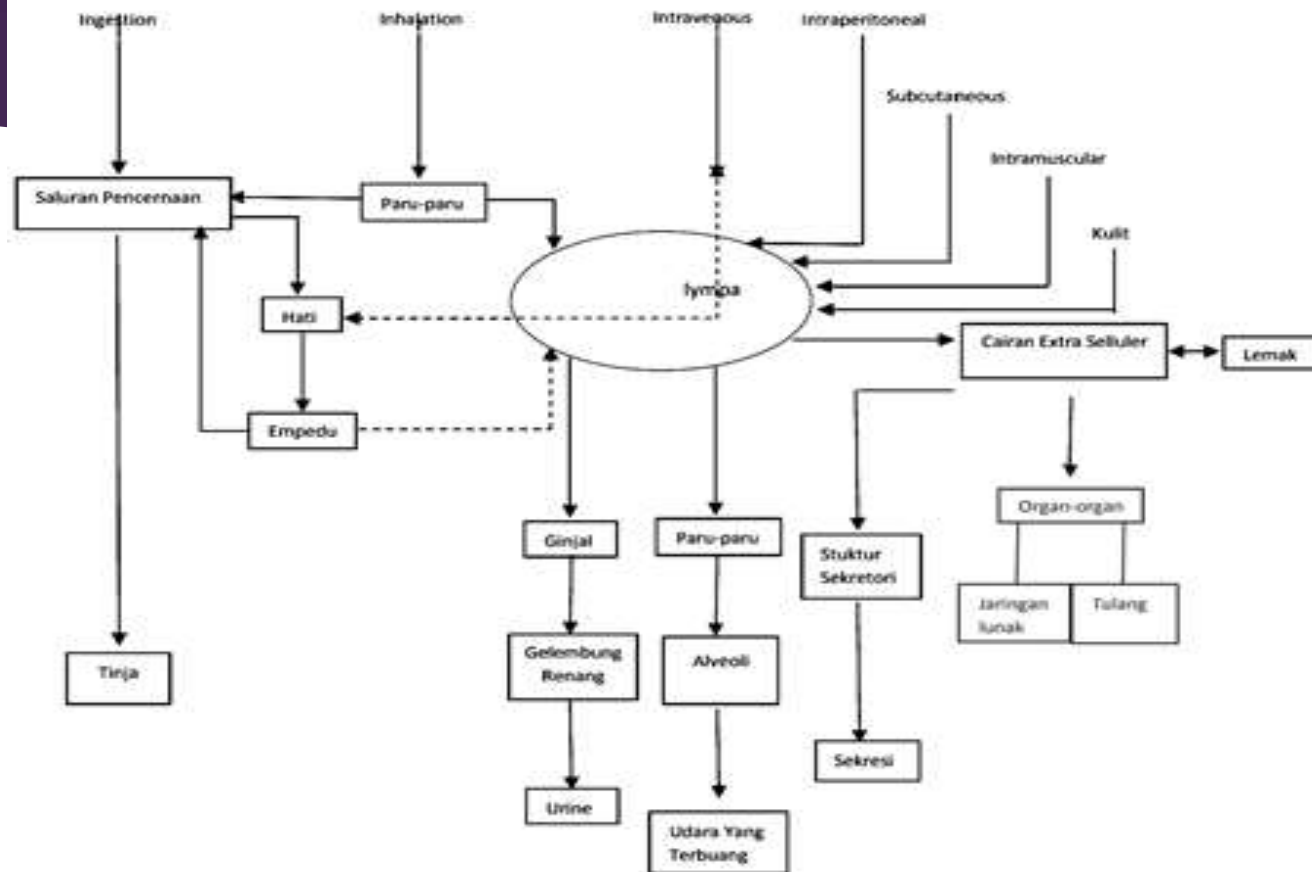 Ingestion
Inhalation
Intravenous
Intraperitoneal
Subcutaneous
Intramuscular
Kulit
Saluran Pencernaan
Paru-paru
lympa
Hati
Cairan Extra Selluler
Lemak
Empedu
Organ-organ
Ginjal
Paru-paru
Stuktur
Sekretori
Jaringan
lunak
Tulang
Gelembung
Renang
Alveoli
Tinja
Sekresi
Urine
Udara Yang
Terbuang